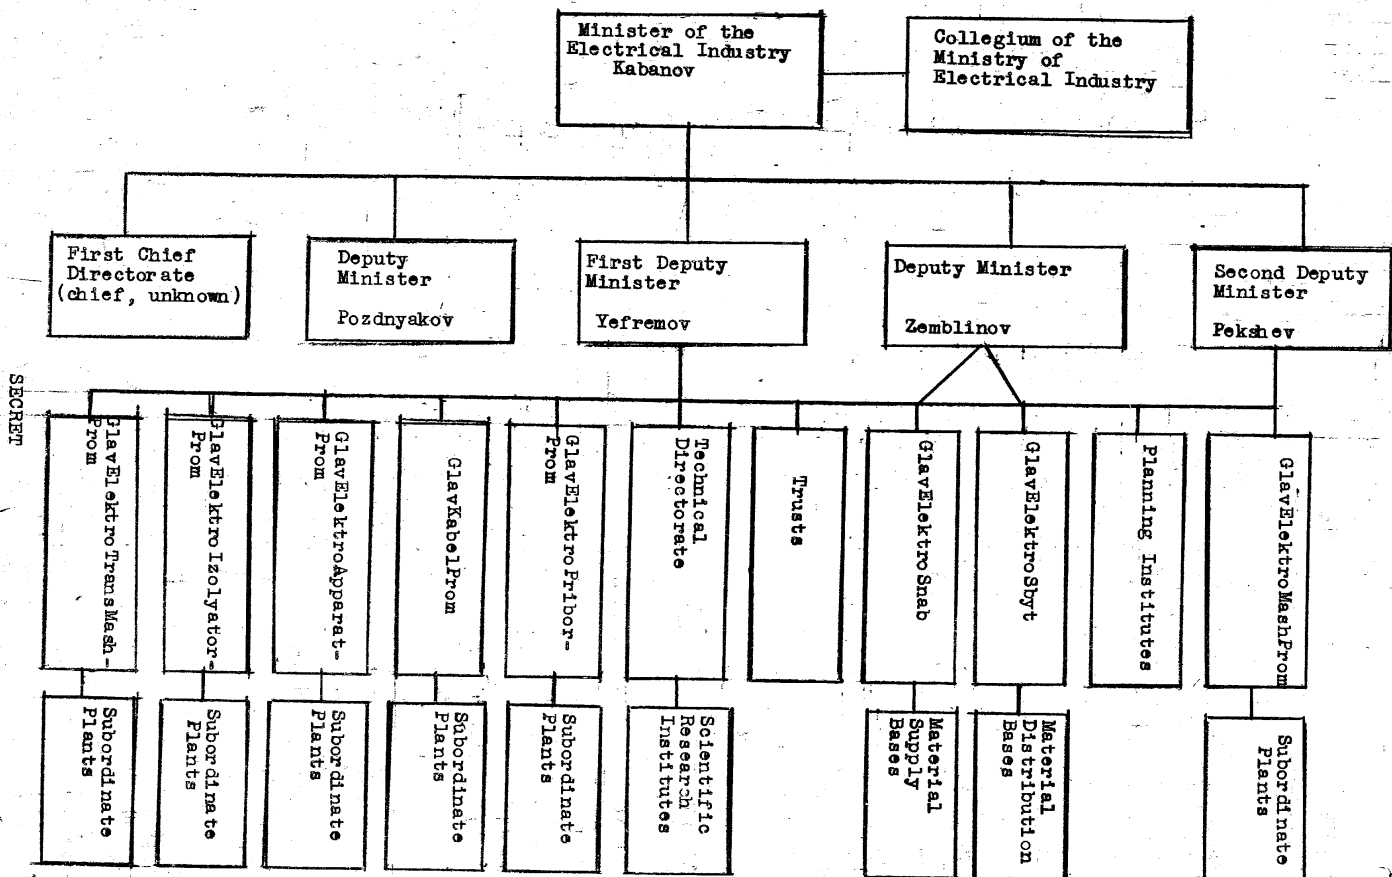 Minister of the
Electrical Industry
Kabanov
Collegium of the
Ministry of
Electrical Industry
First Chief
Directorate
(chief, unknown)
Deputy
Minister
Pozdnyakov
First Deputy
Minister
Yefremov
Deputy Minister
Zemblinov
Second Deputy
Minister
Pekshev
SECRET
GlavElektroTransMash-
Prom
GlavElektroIzolyator-
Prom
GlavElektroApparat-
Prom
GlavKabelProm
GlavElektroPribor-
Prom
Technical
Directorate
Trusts
GlavElektroSnab
GlavElektroSbyt
Planning Institutes
GlavElektroMashProm
Subordinate
Plants
Subordinate
Plants
Subordinate
Plants
Subordinate
Plants
Subordinate
Plants
Scientific
Research
Institutes
Material
Supply
Bases
Material
Distribution
Bases
Subordinate
Plants